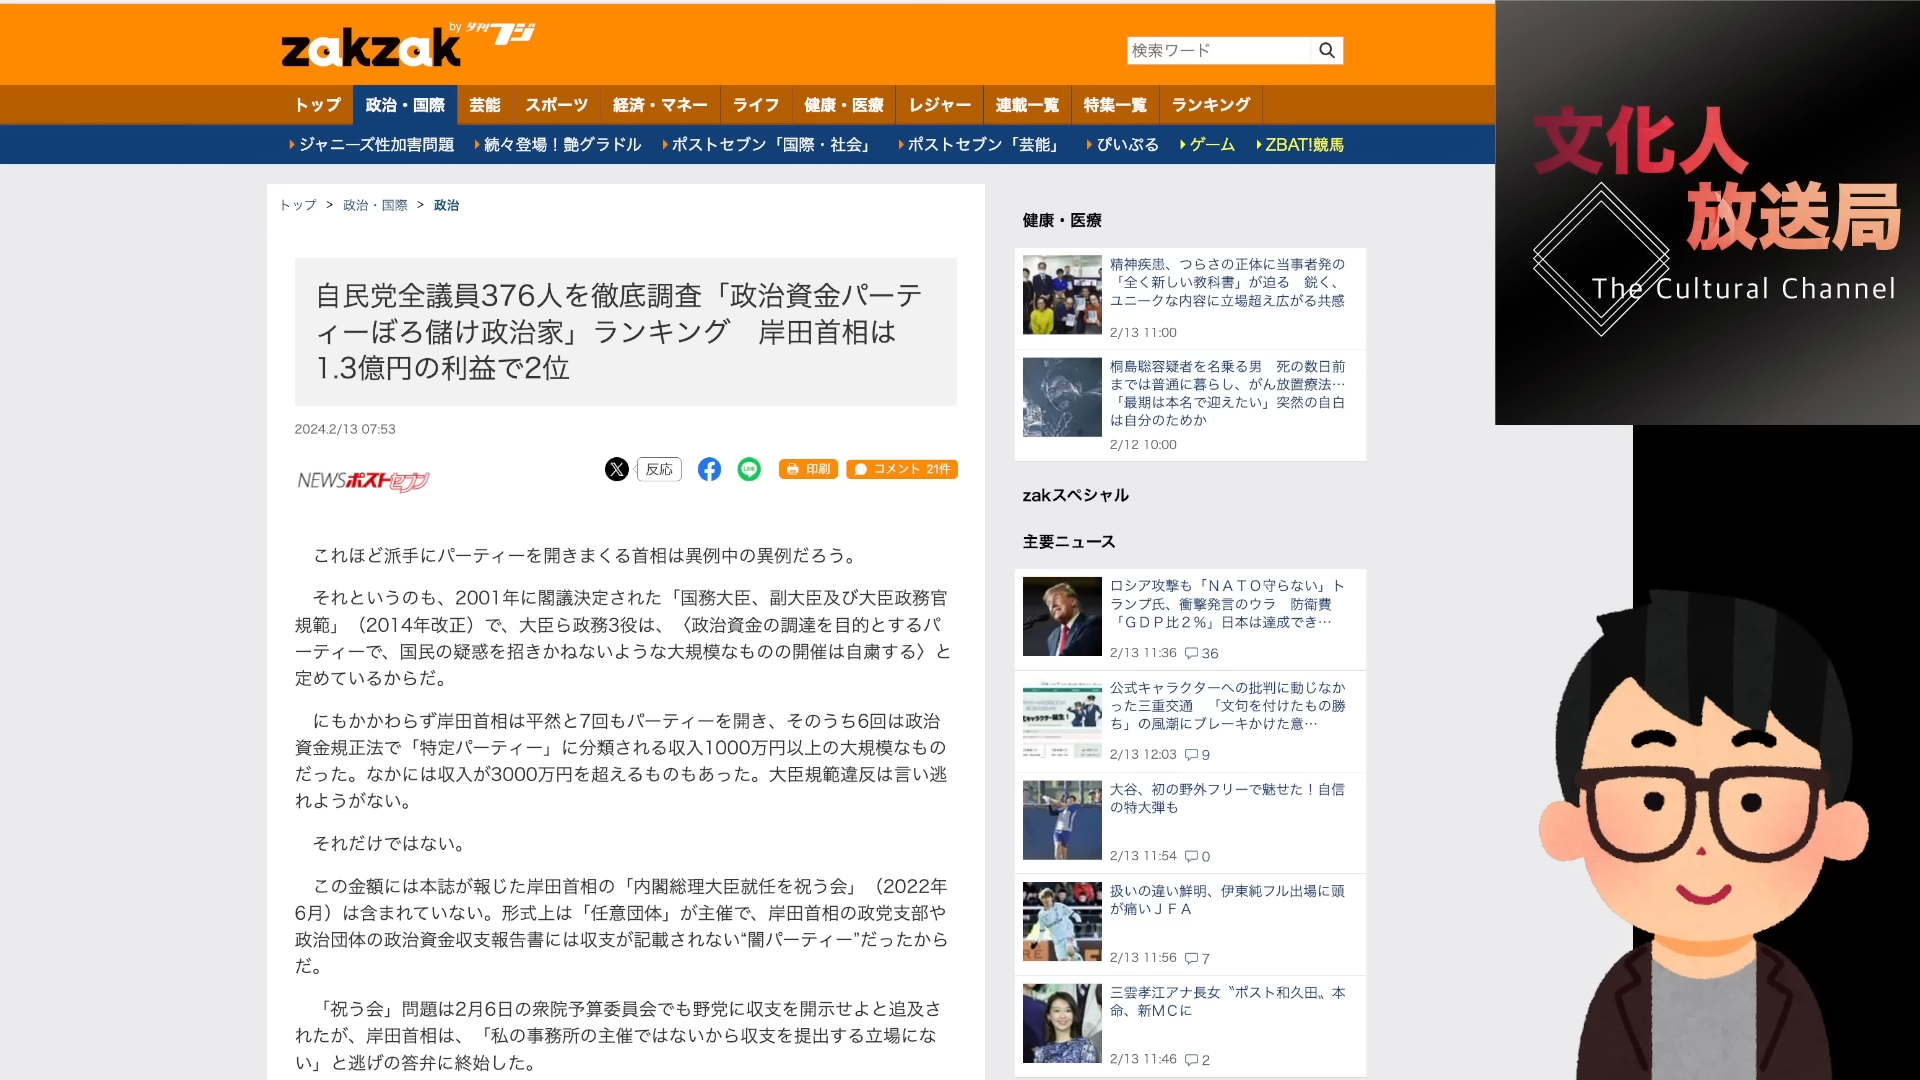 zakzak by 夕刊フジ
検索ワード
トップ 政治・国際 芸能 スポーツ 経済・マネー ライフ 健康・医療 レジャー 連載一覧 特集一覧 ランキング
ジャニーズ性加害問題 続々登場！艶グラドル ポストセブン「国際・社会」 ポストセブン「芸能」 ぴいぷる ゲーム ZBAT!競馬
トップ > 政治・国際 > 政治
自民党全議員376人を徹底調査「政治資金パーテ
ィーぼろ儲け政治家」ランキング　岸田首相は
1.3億円の利益で2位
2024.2/13 07:53
NEWSポストセブン
反応
LINE
印刷
コメント 21件
これほど派手にパーティーを開きまくる首相は異例中の異例だろう。
それというのも、2001年に閣議決定された「国務大臣、副大臣及び大臣政務官
規範」（2014年改正）で、大臣ら政務3役は、〈政治資金の調達を目的とするパ
ーティーで、国民の疑惑を招きかねないような大規模なものの開催は自粛する〉と
定めているからだ。
にもかかわらず岸田首相は平然と7回もパーティーを開き、そのうち6回は政治
資金規正法で「特定パーティー」に分類される収入1000万円以上の大規模なもの
だった。なかには収入が3000万円を超えるものもあった。大臣規範違反は言い逃
れようがない。
それだけではない。
この金額には本誌が報じた岸田首相の「内閣総理大臣就任を祝う会」（2022年
6月）は含まれていない。形式上は「任意団体」が主催で、岸田首相の政党支部や
政治団体の政治資金収支報告書には収支が記載されない“闇パーティー”だったから
だ。
「祝う会」問題は2月6日の衆院予算委員会でも野党に収支を開示せよと追及さ
れたが、岸田首相は、「私の事務所の主催ではないから収支を提出する立場にな
い」と逃げの答弁に終始した。
健康・医療
精神疾患、つらさの正体に当事者発の
「全く新しい教科書」が迫る　鋭く、
ユニークな内容に立場超え広がる共感
2/13 11:00
桐島聡容疑者を名乗る男　死の数日前
までは普通に暮らし、がん放置療法…
「最期は本名で迎えたい」突然の自白
は自分のためか
2/12 10:00
zakスペシャル
主要ニュース
ロシア攻撃も「ＮＡＴＯ守らない」ト
ランプ氏、衝撃発言のウラ　防衛費
「ＧＤＰ比２％」日本は達成でき…
2/13 11:36 36
公式キャラクターへの批判に動じなか
った三重交通　「文句を付けたもの勝
ち」の風潮にブレーキかけた意…
2/13 12:03 9
大谷、初の野外フリーで魅せた！自信
の特大弾も
2/13 11:54 0
扱いの違い鮮明、伊東純フル出場に頭
が痛いＪＦＡ
2/13 11:56 7
三雲孝江アナ長女〝ポスト和久田〟本
命、新ＭＣに
2/13 11:46 2
文化人
放送局
The Cultural Channel